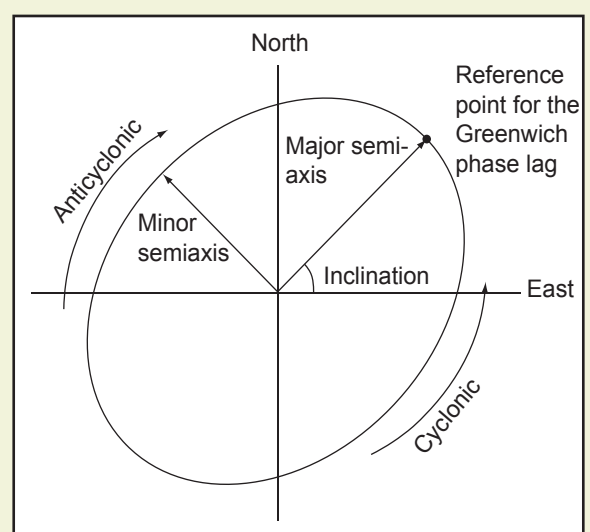 North
Reference
point for the
Greenwich
phase lag
Major semi-
axis
Anticyclonic
Minor
semiaxis
Inclination
East
Cyclonic